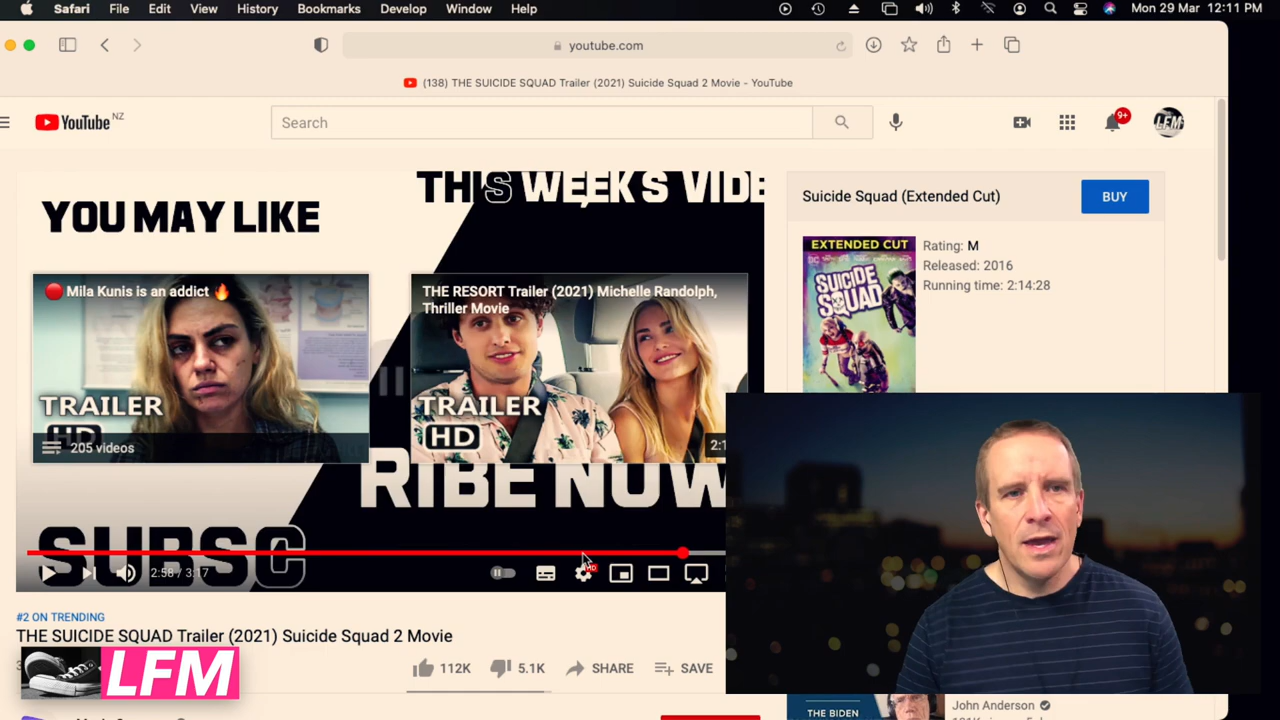 Safari File Edit View History Bookmarks Develop Window Help Mon 29 Mar 12:11 PM
youtube.com
(138) THE SUICIDE SQUAD Trailer (2021) Suicide Squad 2 Movie - YouTube
YouTube NZ
Search
9+
LFM
YOU MAY LIKE
THIS WEEK'S VIDE
Mila Kunis is an addict
TRAILER
HD
205 videos
THE RESORT Trailer (2021) Michelle Randolph,
Thriller Movie
TRAILER
HD
2:1
RIBE NOW
SUBSC
2:58 / 3:17
HD
Suicide Squad (Extended Cut)
BUY
EXTENDED CUT
SUICIDE
SQUAD
Rating: M
Released: 2016
Running time: 2:14:28
#2 ON TRENDING
THE SUICIDE SQUAD Trailer (2021) Suicide Squad 2 Movie
112K 5.1K SHARE SAVE
LFM
John Anderson
THE BIDEN